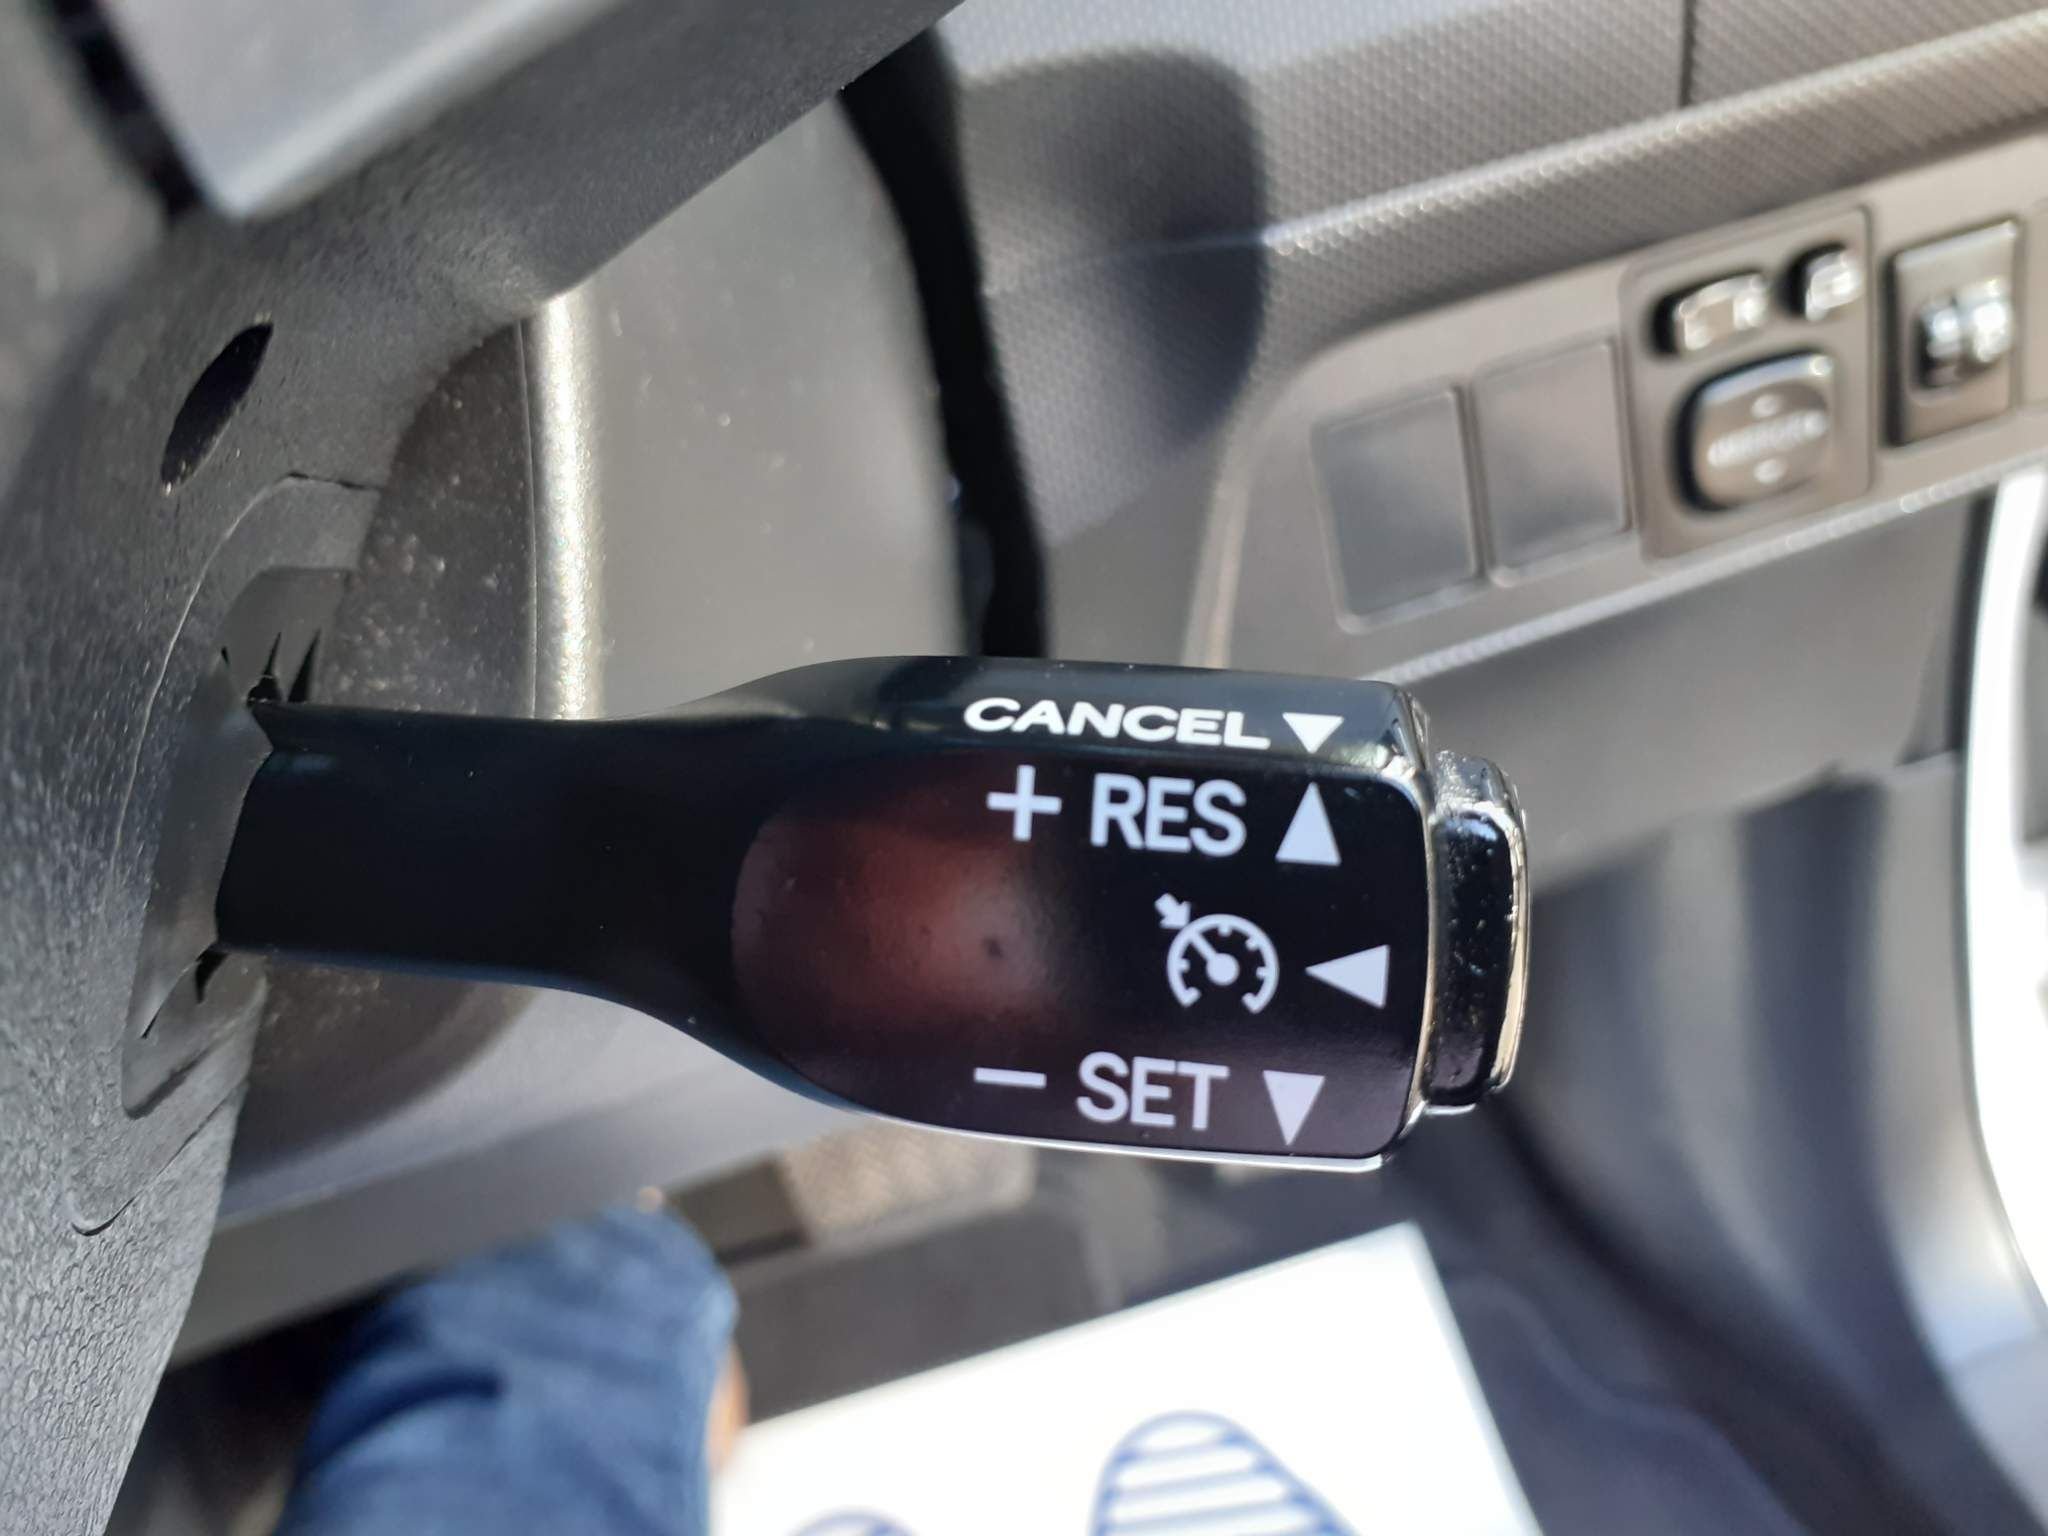 CANCEL ▼
+ RES ▲
◀
− SET ▼